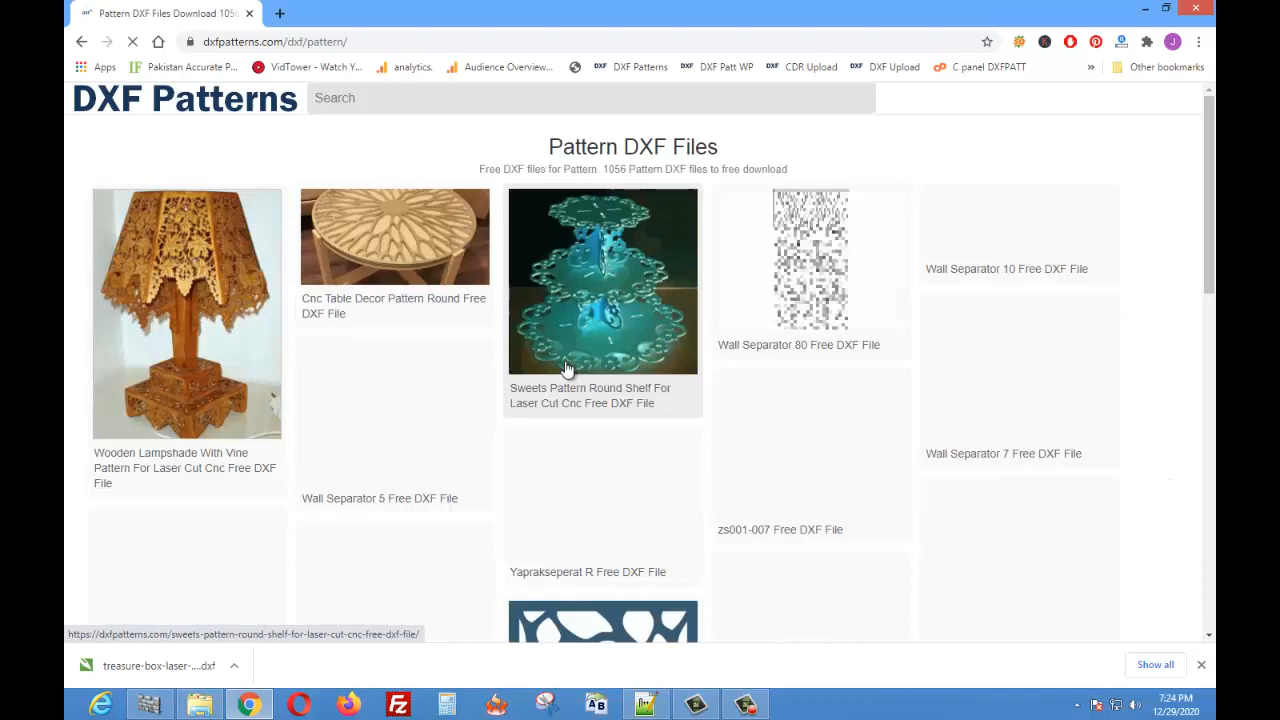 Pattern DXF Files Download 105
dxfpatterns.com/dxf/pattern/
J
Apps
Pakistan Accurate P...
VidTower - Watch Y...
analytics.
Audience Overview...
DXF DXF Patterns
DXF DXF Patt WP
DXF CDR Upload
DXF DXF Upload
C panel DXFPATT
»
Other bookmarks
DXF Patterns
Search
Pattern DXF Files
Free DXF files for Pattern. 1056 Pattern DXF files to free download
Wooden Lampshade With Vine
Pattern For Laser Cut Cnc Free DXF
File
Cnc Table Decor Pattern Round Free
DXF File
Wall Separator 5 Free DXF File
Sweets Pattern Round Shelf For
Laser Cut Cnc Free DXF File
Yaprakseperat R Free DXF File
Wall Separator 80 Free DXF File
zs001-007 Free DXF File
Wall Separator 10 Free DXF File
Wall Separator 7 Free DXF File
https://dxfpatterns.com/sweets-pattern-round-shelf-for-laser-cut-cnc-free-dxf-file/
treasure-box-laser-....dxf
Show all
7:24 PM
12/29/2020